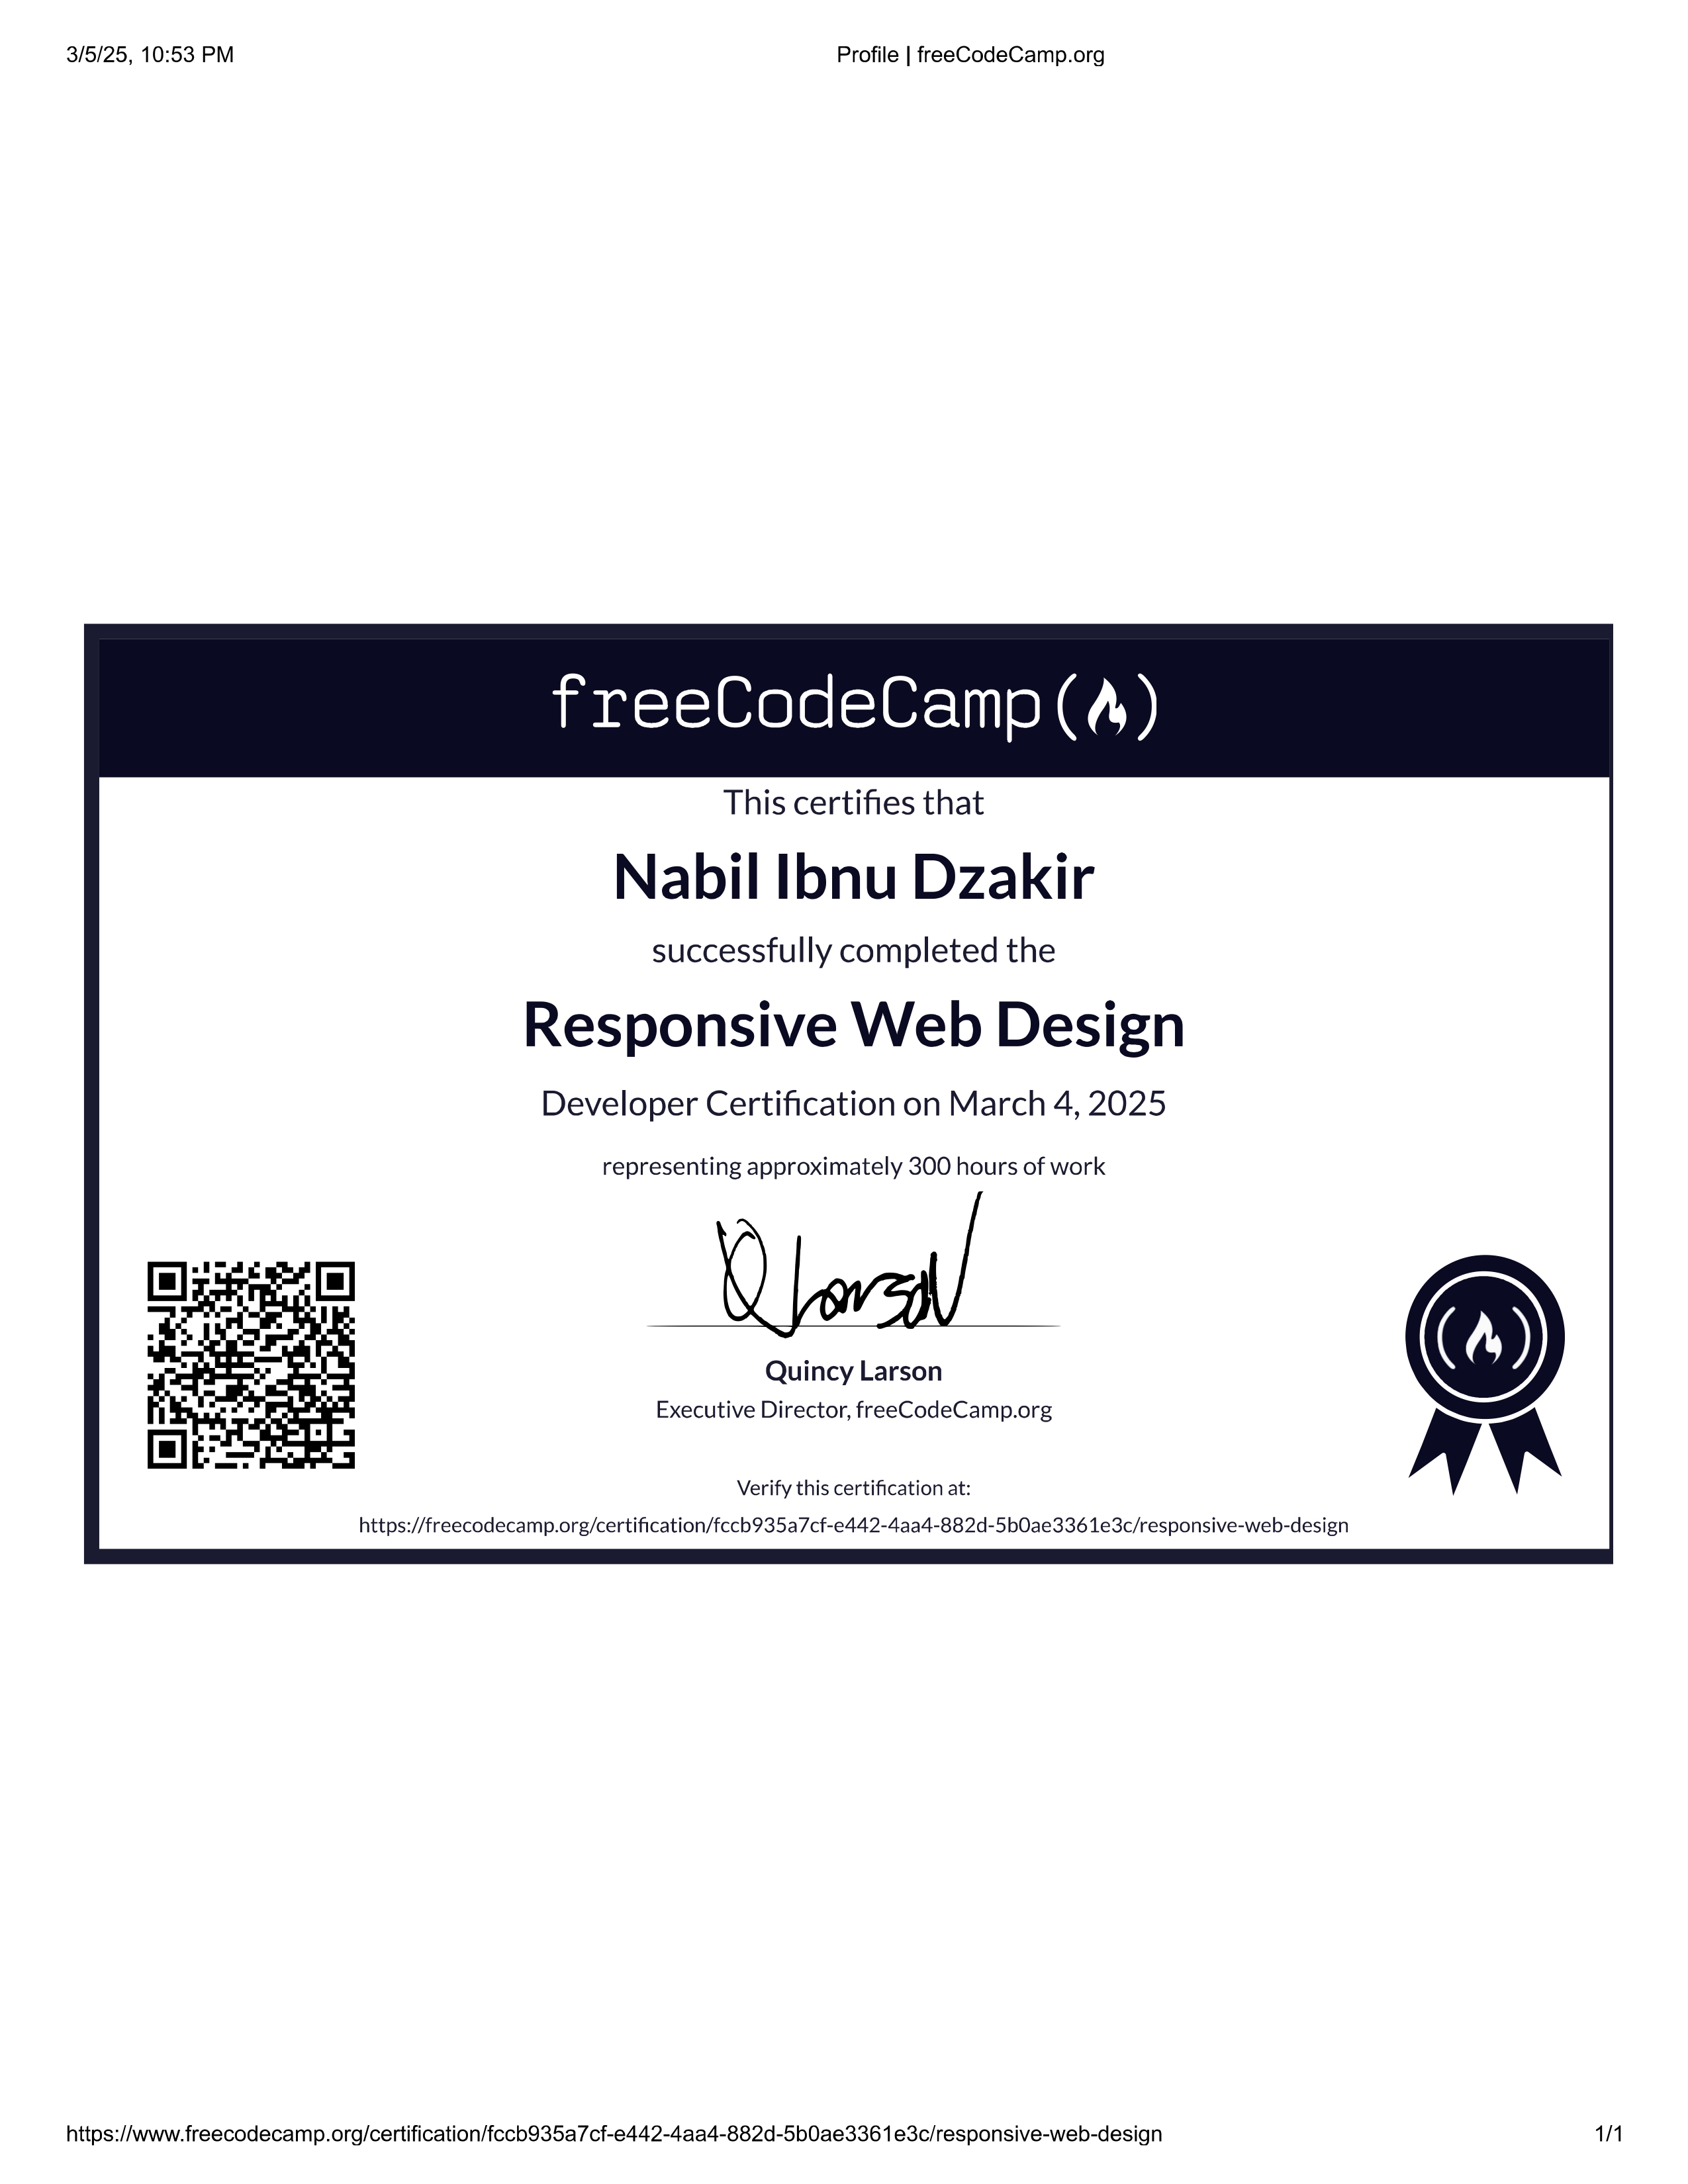 3/5/25, 10:53 PM
Profile | freeCodeCamp.org
freeCodeCamp
This certifies that
Nabil Ibnu Dzakir
successfully completed the
Responsive Web Design
Developer Certification on March 4, 2025
representing approximately 300 hours of work
QLarson
Quincy Larson
Executive Director, freeCodeCamp.org
Verify this certification at:
https://freecodecamp.org/certification/fccb935a7cf-e442-4aa4-882d-5b0ae3361e3c/responsive-web-design
https://www.freecodecamp.org/certification/fccb935a7cf-e442-4aa4-882d-5b0ae3361e3c/responsive-web-design
1/1